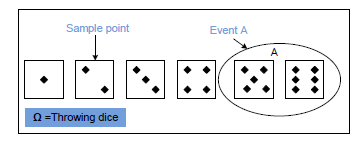 Sample point
Event A
A
Ω =Throwing dice